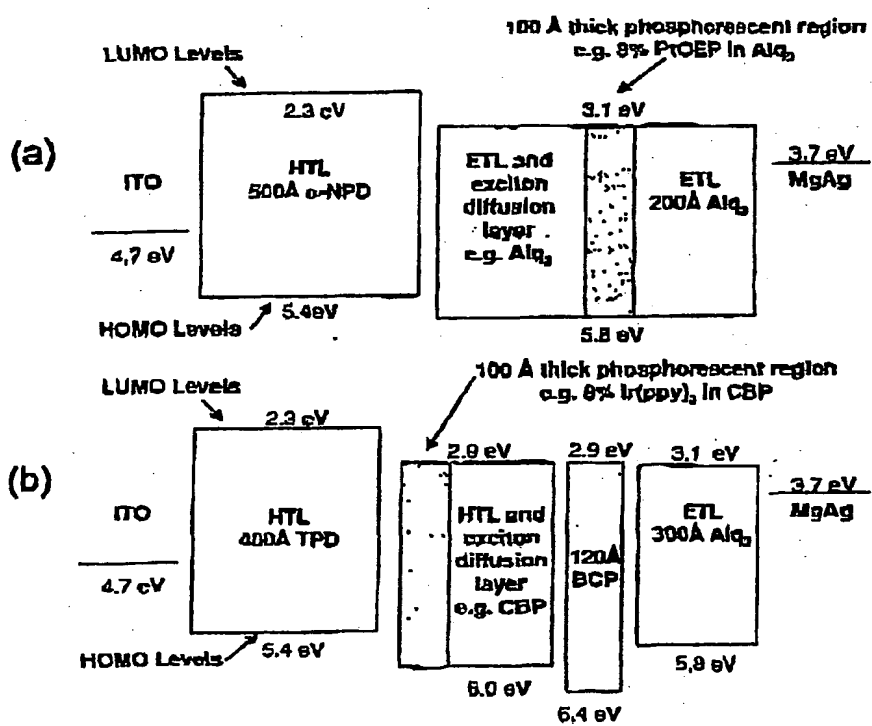 100 Å thick phosphorescent region
e.g. 8% PtOEP in Alq3
LUMO Levels
(a)
2.3 eV
3.1 eV
HTL
500Å α-NPD
ETL and
exciton
diffusion
layer
e.g. Alq3
ETL
200Å Alq3
3.7 eV
MgAg
ITO
4.7 eV
5.4eV
HOMO Levels
5.8 eV
100 Å thick phosphorescent region
e.g. 8% Ir(ppy)3 in CBP
LUMO Levels
(b)
2.3 eV
2.9 eV
2.9 eV
3.1 eV
HTL
400Å TPD
HTL and
exciton
diffusion
layer
e.g. CBP
120Å
BCP
ETL
300Å Alq3
3.7 eV
MgAg
ITO
4.7 eV
HOMO Levels
5.4 eV
6.0 eV
6.4 eV
5.8 eV